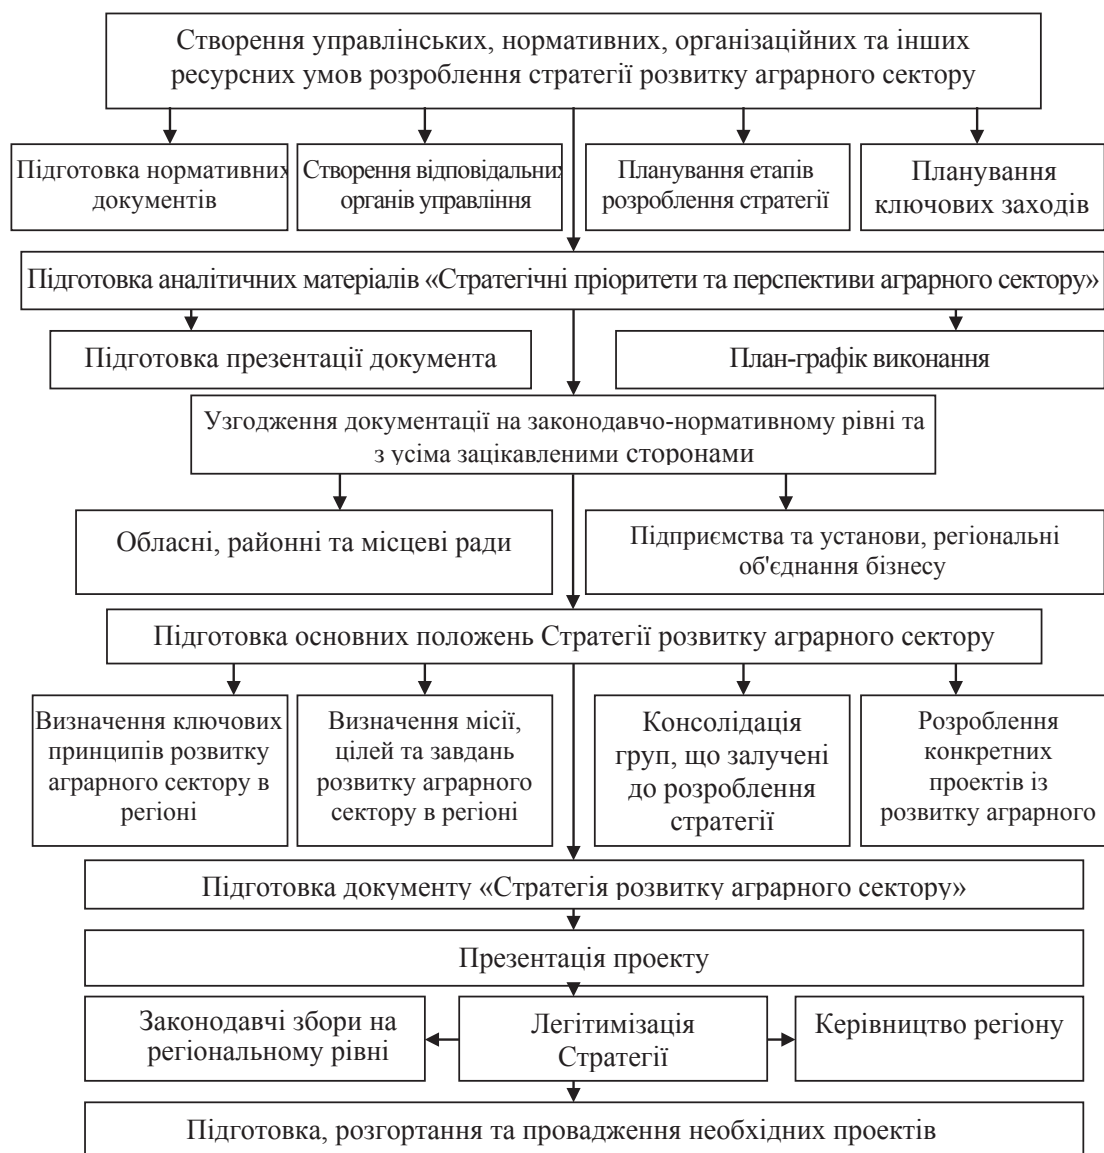 Створення управлінських, нормативних, організаційних та інших
ресурсних умов розроблення стратегії розвитку аграрного сектору
Підготовка нормативних
документів
Створення відповідальних
органів управління
Планування етапів
розроблення стратегії
Планування
ключових заходів
Підготовка аналітичних матеріалів «Стратегічні пріоритети та перспективи аграрного сектору»
Підготовка презентації документа
План-графік виконання
Узгодження документації на законодавчо-нормативному рівні та
з усіма зацікавленими сторонами
Обласні, районні та місцеві ради
Підприємства та установи, регіональні
об'єднання бізнесу
Підготовка основних положень Стратегії розвитку аграрного сектору
Визначення ключових
принципів розвитку
аграрного сектору в
регіоні
Визначення місії,
цілей та завдань
розвитку аграрного
сектору в регіоні
Консолідація
груп, що залучені
до розроблення
стратегії
Розроблення
конкретних
проектів із
розвитку аграрного
Підготовка документу «Стратегія розвитку аграрного сектору»
Презентація проекту
Законодавчі збори на
регіональному рівні
Легітимізація
Стратегії
Керівництво регіону
Підготовка, розгортання та провадження необхідних проектів